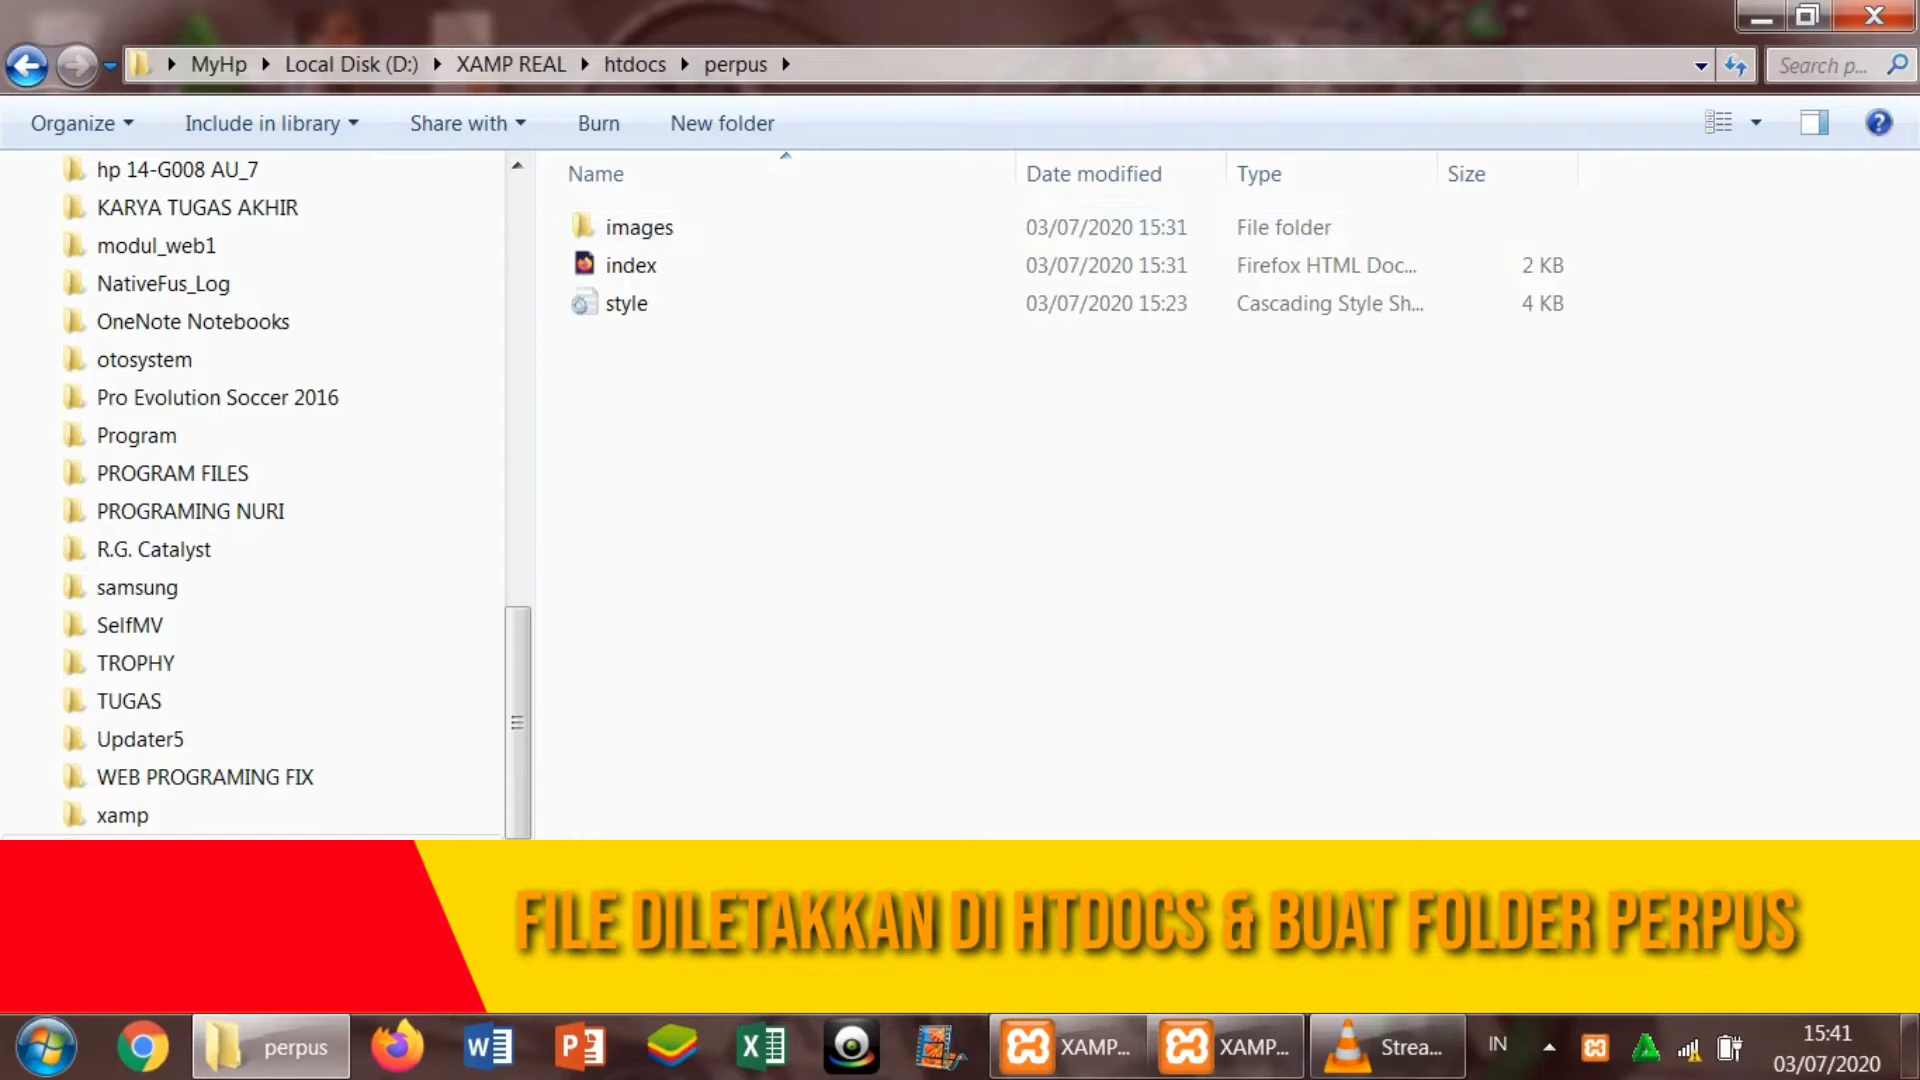 MyHp Local Disk (D:) XAMP REAL htdocs perpus
Search p...
Organize Include in library Share with Burn New folder
Name Date modified Type Size
hp 14-G008 AU_7
KARYA TUGAS AKHIR
modul_web1
NativeFus_Log
OneNote Notebooks
otosystem
Pro Evolution Soccer 2016
Program
PROGRAM FILES
PROGRAMING NURI
R.G. Catalyst
samsung
SelfMV
TROPHY
TUGAS
Updater5
WEB PROGRAMING FIX
xamp
images 03/07/2020 15:31 File folder
index 03/07/2020 15:31 Firefox HTML Doc... 2 KB
style 03/07/2020 15:23 Cascading Style Sh... 4 KB
FILE DILETAKKAN DI HTDOCS & BUAT FOLDER PERPUS
perpus XAMP... XAMP... Strea... IN 15:41
03/07/2020